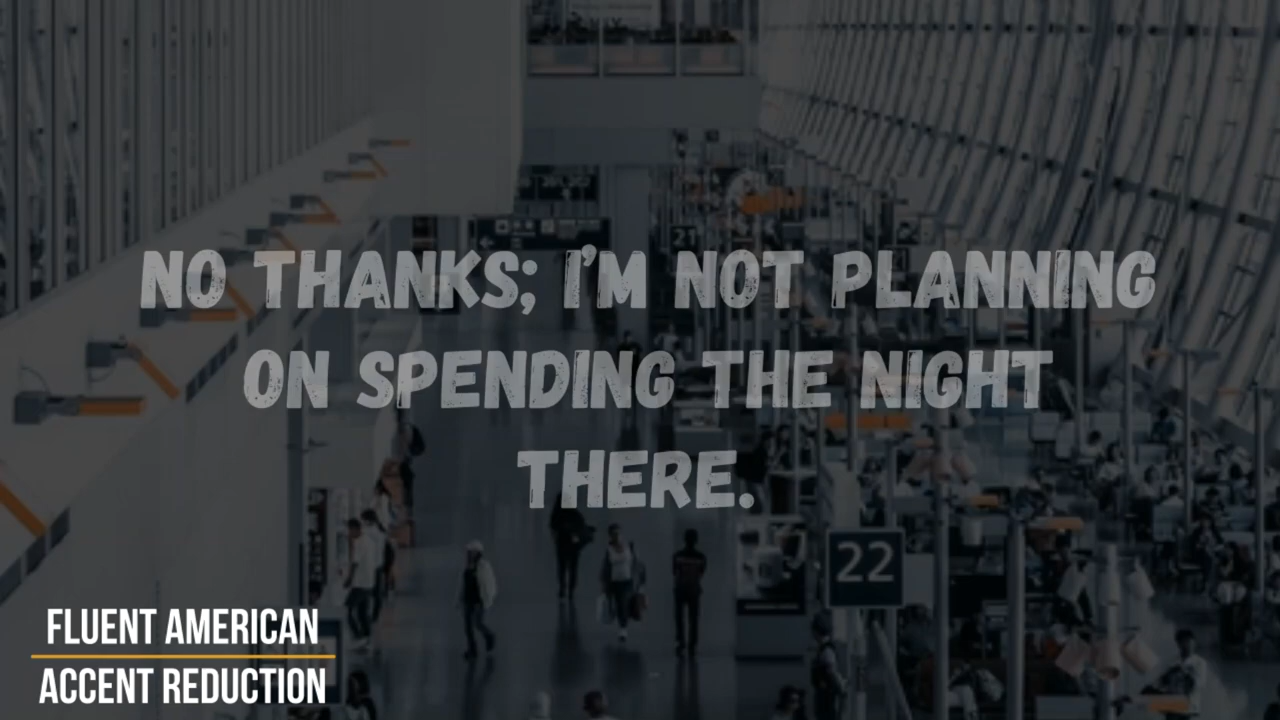 21
NO THANKS; I'M NOT PLANNING
ON SPENDING THE NIGHT
THERE.
22
FLUENT AMERICAN
ACCENT REDUCTION